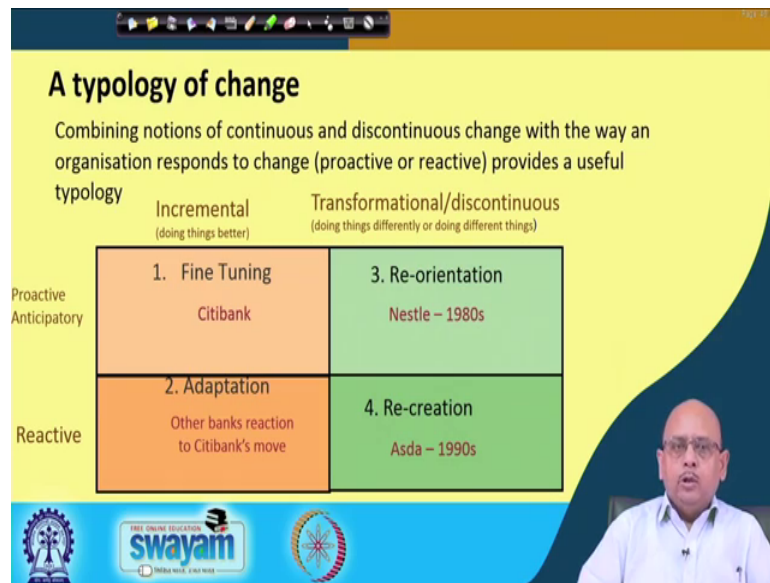 A typology of change
Combining notions of continuous and discontinuous change with the way an
organisation responds to change (proactive or reactive) provides a useful
typology
Incremental
(doing things better)
Transformational/discontinuous
(doing things differently or doing different things)
Proactive
Anticipatory
1. Fine Tuning
Citibank
3. Re-orientation
Nestle – 1980s
Reactive
2. Adaptation
Other banks reaction
to Citibank's move
4. Re-creation
Asda – 1990s
FREE ONLINE EDUCATION
swayam